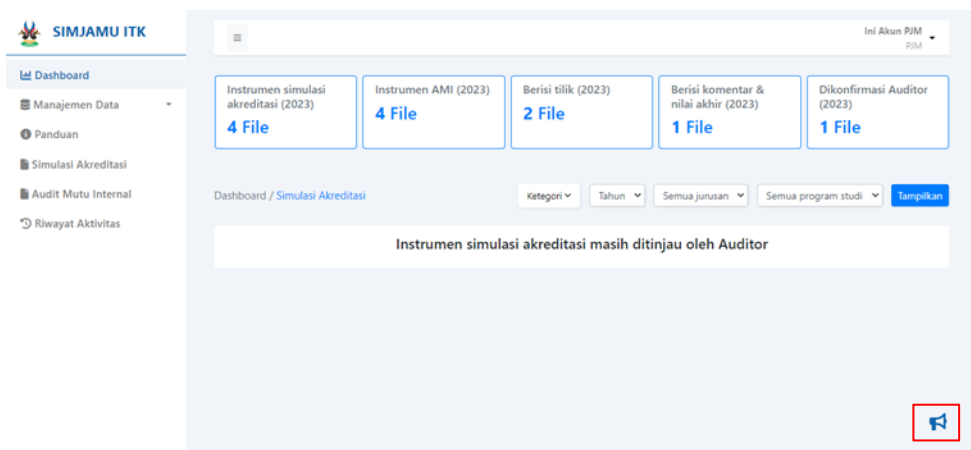 SIMJAMU ITK
Ini Akun PJM
PJM
Dashboard
Manajemen Data
Panduan
Simulasi Akreditasi
Audit Mutu Internal
Riwayat Aktivitas
Instrumen simulasi
akreditasi (2023)
4 File
Instrumen AMI (2023)
4 File
Berisi tilik (2023)
2 File
Berisi komentar &
nilai akhir (2023)
1 File
Dikonfirmasi Auditor
(2023)
1 File
Dashboard / Simulasi Akreditasi
Ketegori
Tahun
Semua jurusan
Semua program studi
Tampilkan
Instrumen simulasi akreditasi masih ditinjau oleh Auditor